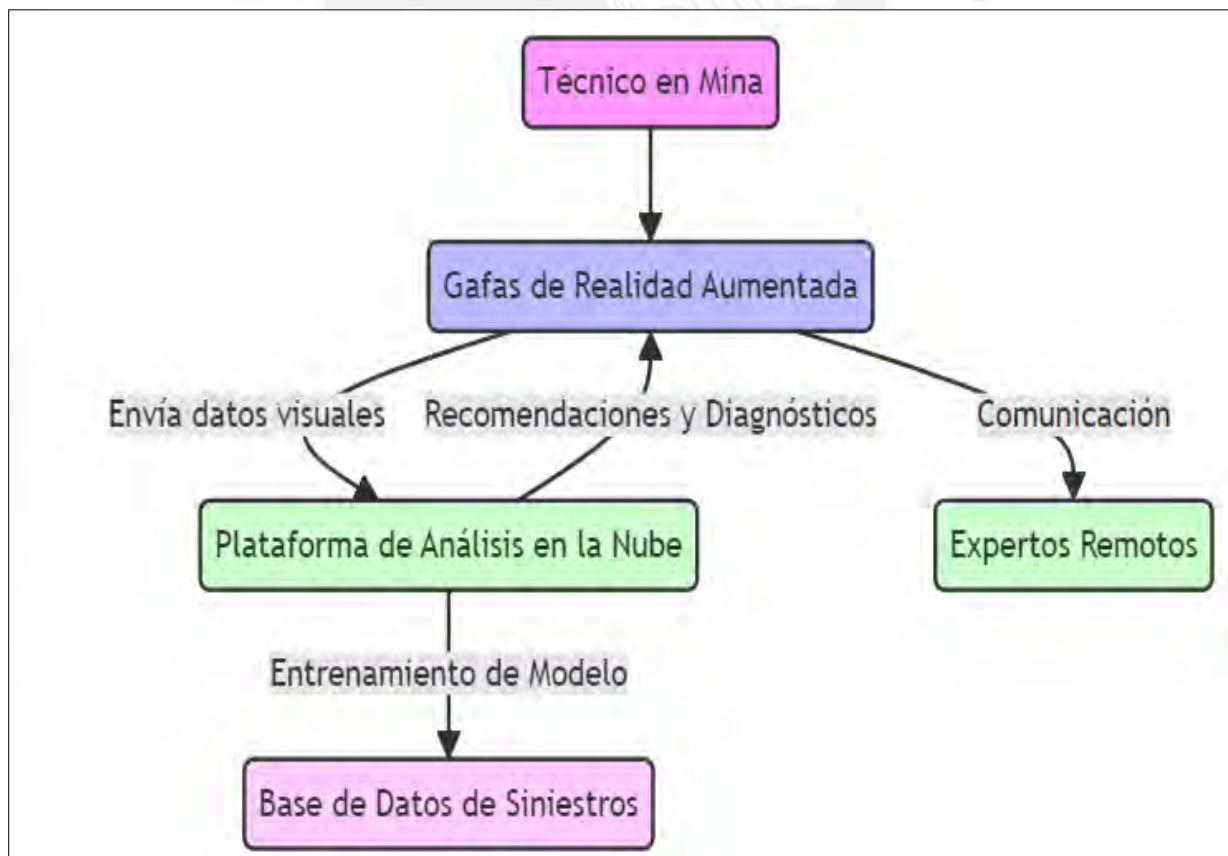 Técnico en Mina
Gafas de Realidad Aumentada
Envía datos visuales
Recomendaciones y Diagnósticos
Comunicación
Plataforma de Análisis en la Nube
Expertos Remotos
Entrenamiento de Modelo
Base de Datos de Siniestros